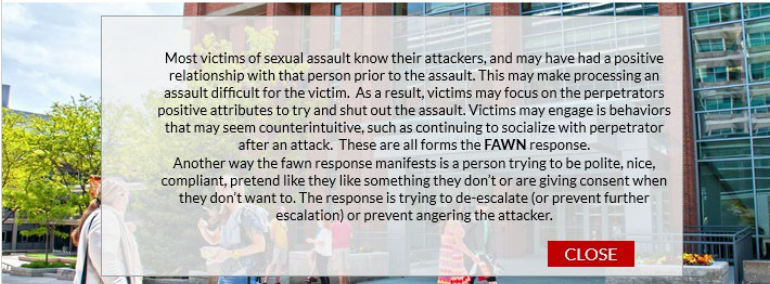 Most victims of sexual assault know their attackers, and may have had a positive
relationship with that person prior to the assault. This may make processing an
assault difficult for the victim.  As a result, victims may focus on the perpetrators
positive attributes to try and shut out the assault. Victims may engage is behaviors
that may seem counterintuitive, such as continuing to socialize with perpetrator
after an attack.  These are all forms the FAWN response.
Another way the fawn response manifests is a person trying to be polite, nice,
compliant, pretend like they like something they don't or are giving consent when
they don't want to. The response is trying to de-escalate (or prevent further
escalation) or prevent angering the attacker.
CLOSE